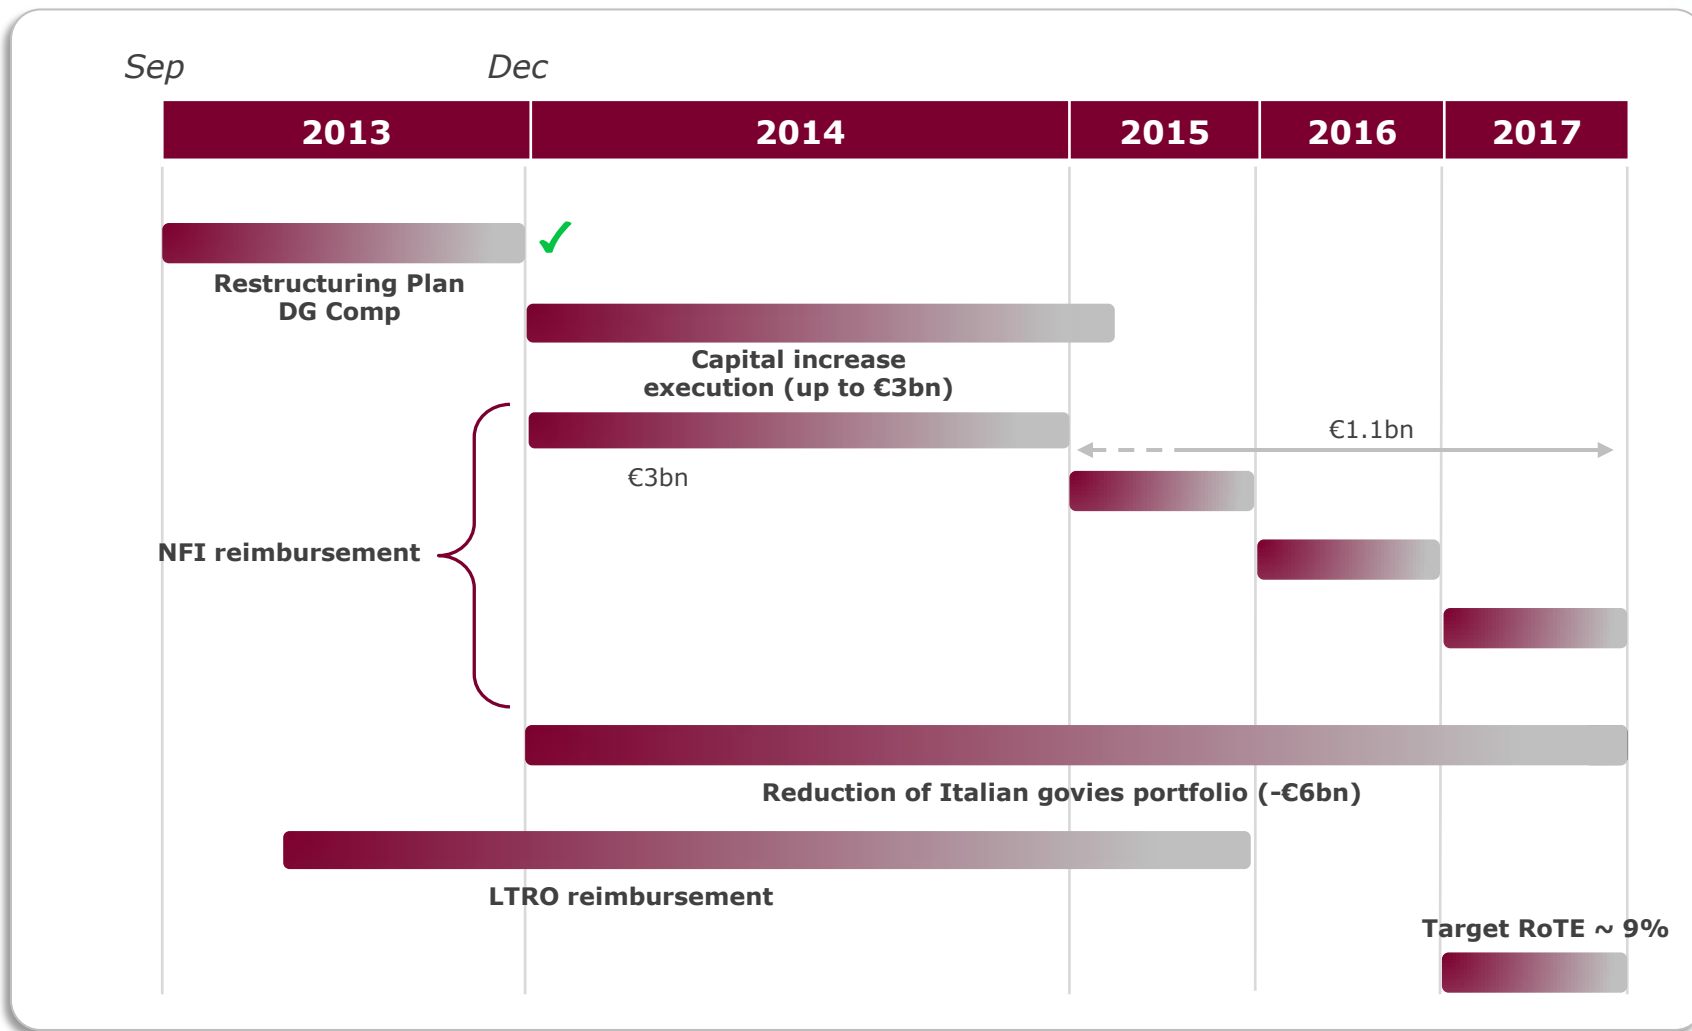 Sep
Dec
2013
2014
2015
2016
2017
✓
Restructuring Plan
DG Comp
Capital increase
execution (up to €3bn)
€1.1bn
€3bn
NFI reimbursement
Reduction of Italian govies portfolio (-€6bn)
LTRO reimbursement
Target RoTE ~ 9%